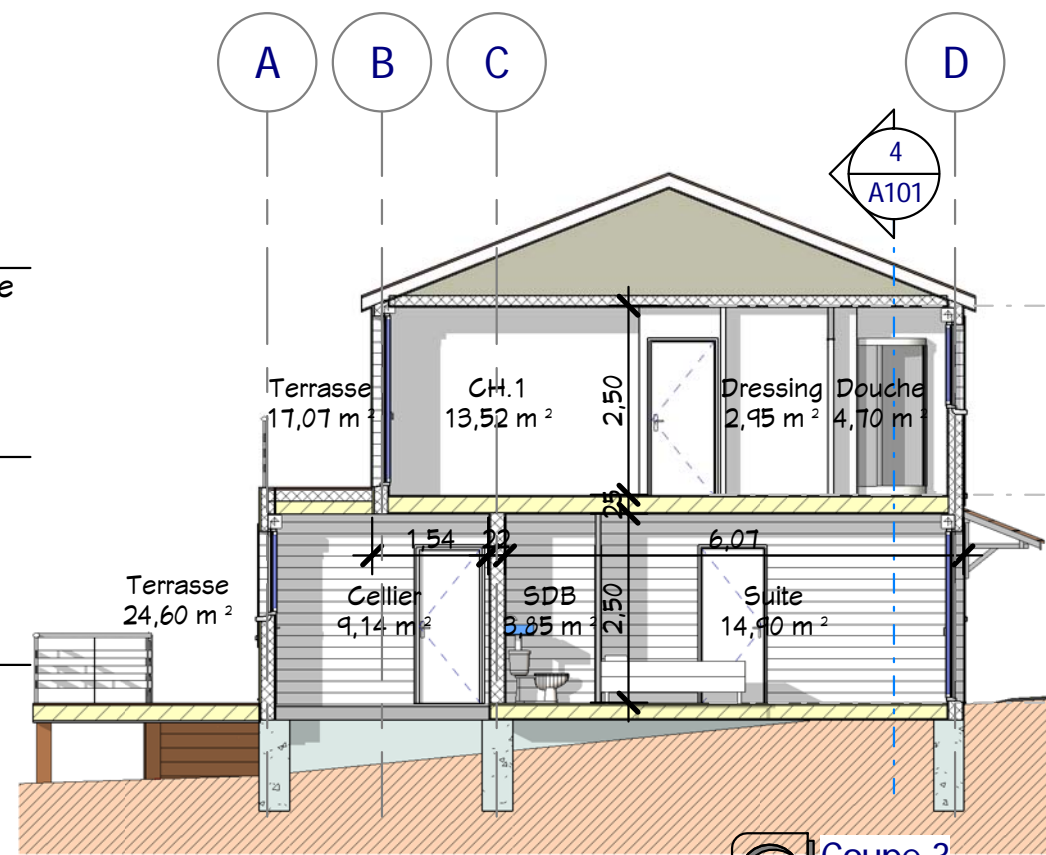 A
B
C
D
4
A101
e
Terrasse
17,07 m ²
CH.1
13,52 m ²
2,50
Dressing
2,95 m ²
Douche
4,70 m ²
25
1,54
22
6,07
Terrasse
24,60 m ²
Cellier
9,14 m ²
SDB
3,85 m ²
2,50
Suite
14,90 m ²
Coupe 2